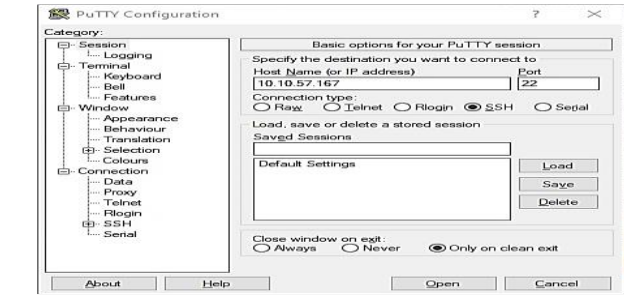 PuTTY Configuration
?
Category:
Session
Logging
Terminal
Keyboard
Bell
Features
Window
Appearance
Behaviour
Translation
Selection
Colours
Connection
Data
Proxy
Telnet
Rlogin
SSH
Serial
Basic options for your PuTTY session
Specify the destination you want to connect to
Host Name (or IP address) Port
10.10.57.167 22
Connection type:
Raw Telnet Rlogin SSH Serial
Load, save or delete a stored session
Saved Sessions
Default Settings
Load
Save
Delete
Close window on exit:
Always Never Only on clean exit
About Help Open Cancel